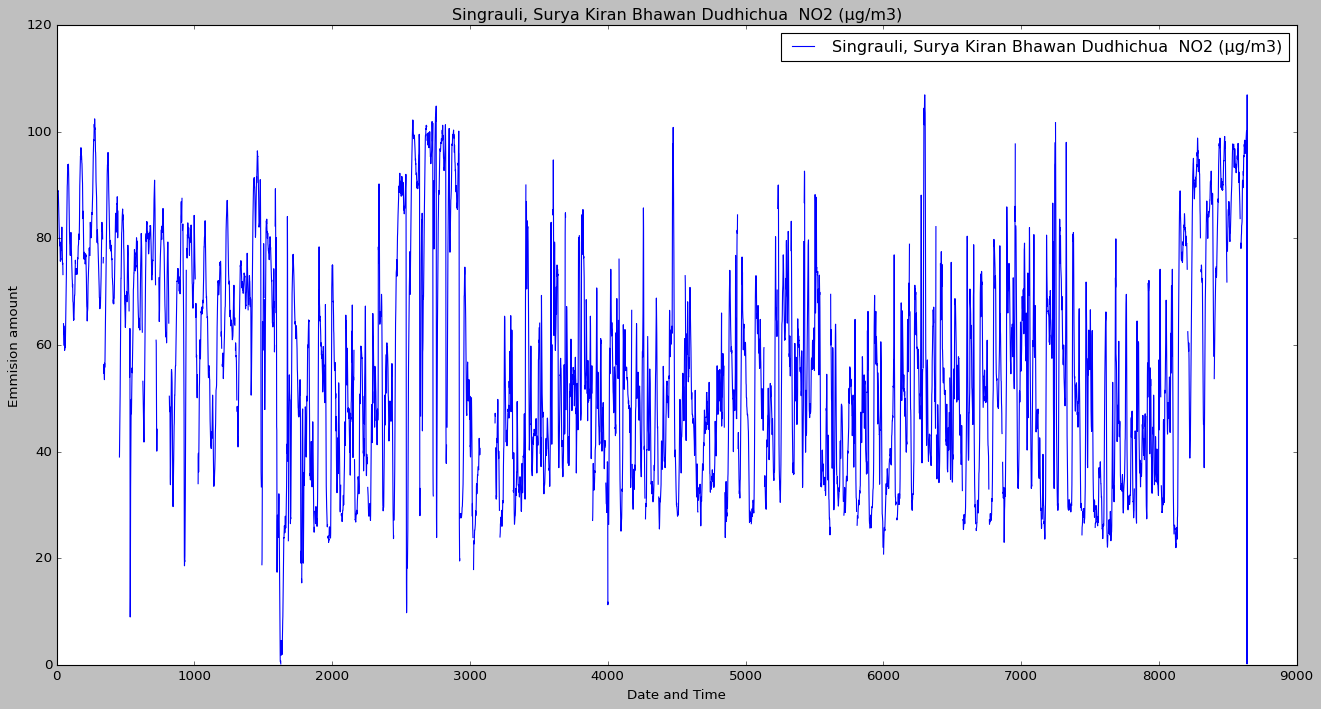 Singrauli, Surya Kiran Bhawan Dudhichua  NO2 (µg/m3)
Singrauli, Surya Kiran Bhawan Dudhichua  NO2 (µg/m3)
120
100
80
60
40
20
0
Emmision amount
0 1000 2000 3000 4000 5000 6000 7000 8000 9000
Date and Time